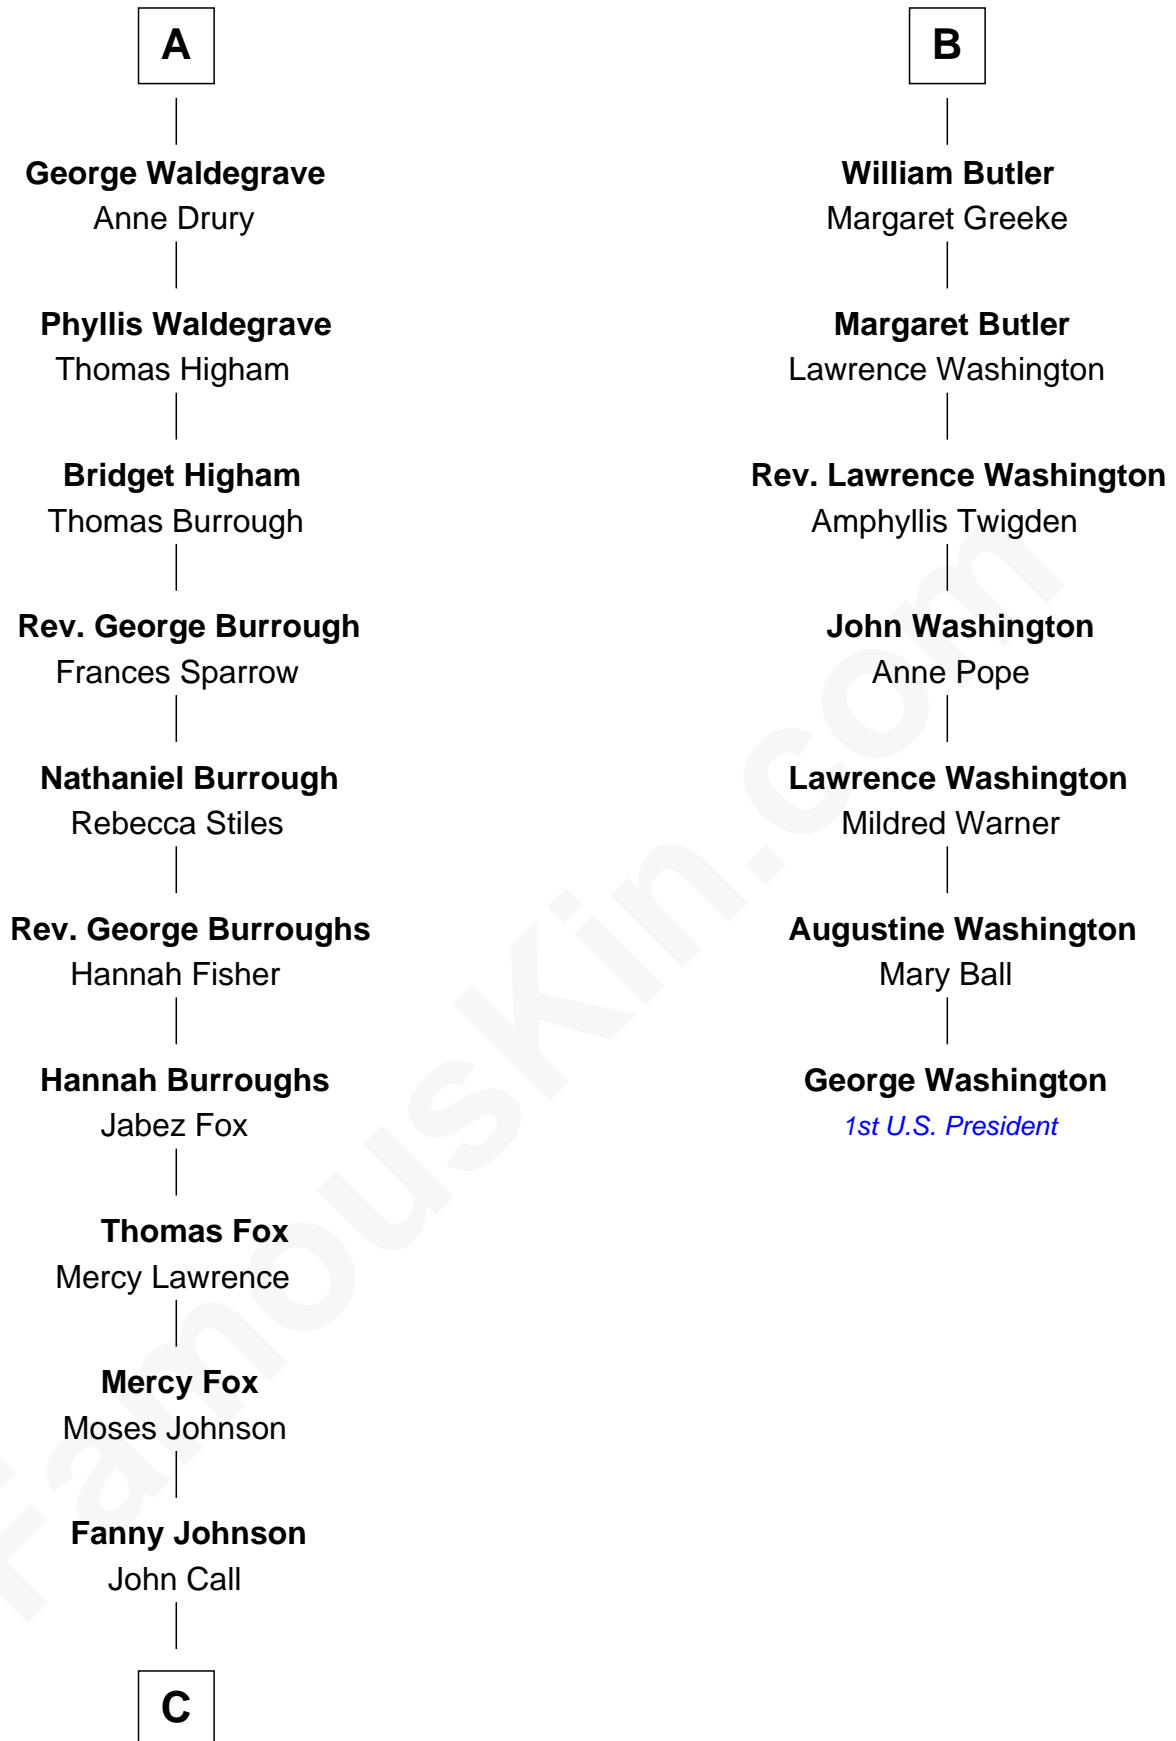 A
George Waldegrave
Anne Drury
Phyllis Waldegrave
Thomas Higham
Bridget Higham
Thomas Burrough
Rev. George Burrough
Frances Sparrow
Nathaniel Burrough
Rebecca Stiles
Rev. George Burroughs
Hannah Fisher
Hannah Burroughs
Jabez Fox
Thomas Fox
Mercy Lawrence
Mercy Fox
Moses Johnson
Fanny Johnson
John Call
C
B
William Butler
Margaret Greeke
Margaret Butler
Lawrence Washington
Rev. Lawrence Washington
Amphyllis Twigden
John Washington
Anne Pope
Lawrence Washington
Mildred Warner
Augustine Washington
Mary Ball
George Washington
1st U.S. President
FamousKin.com